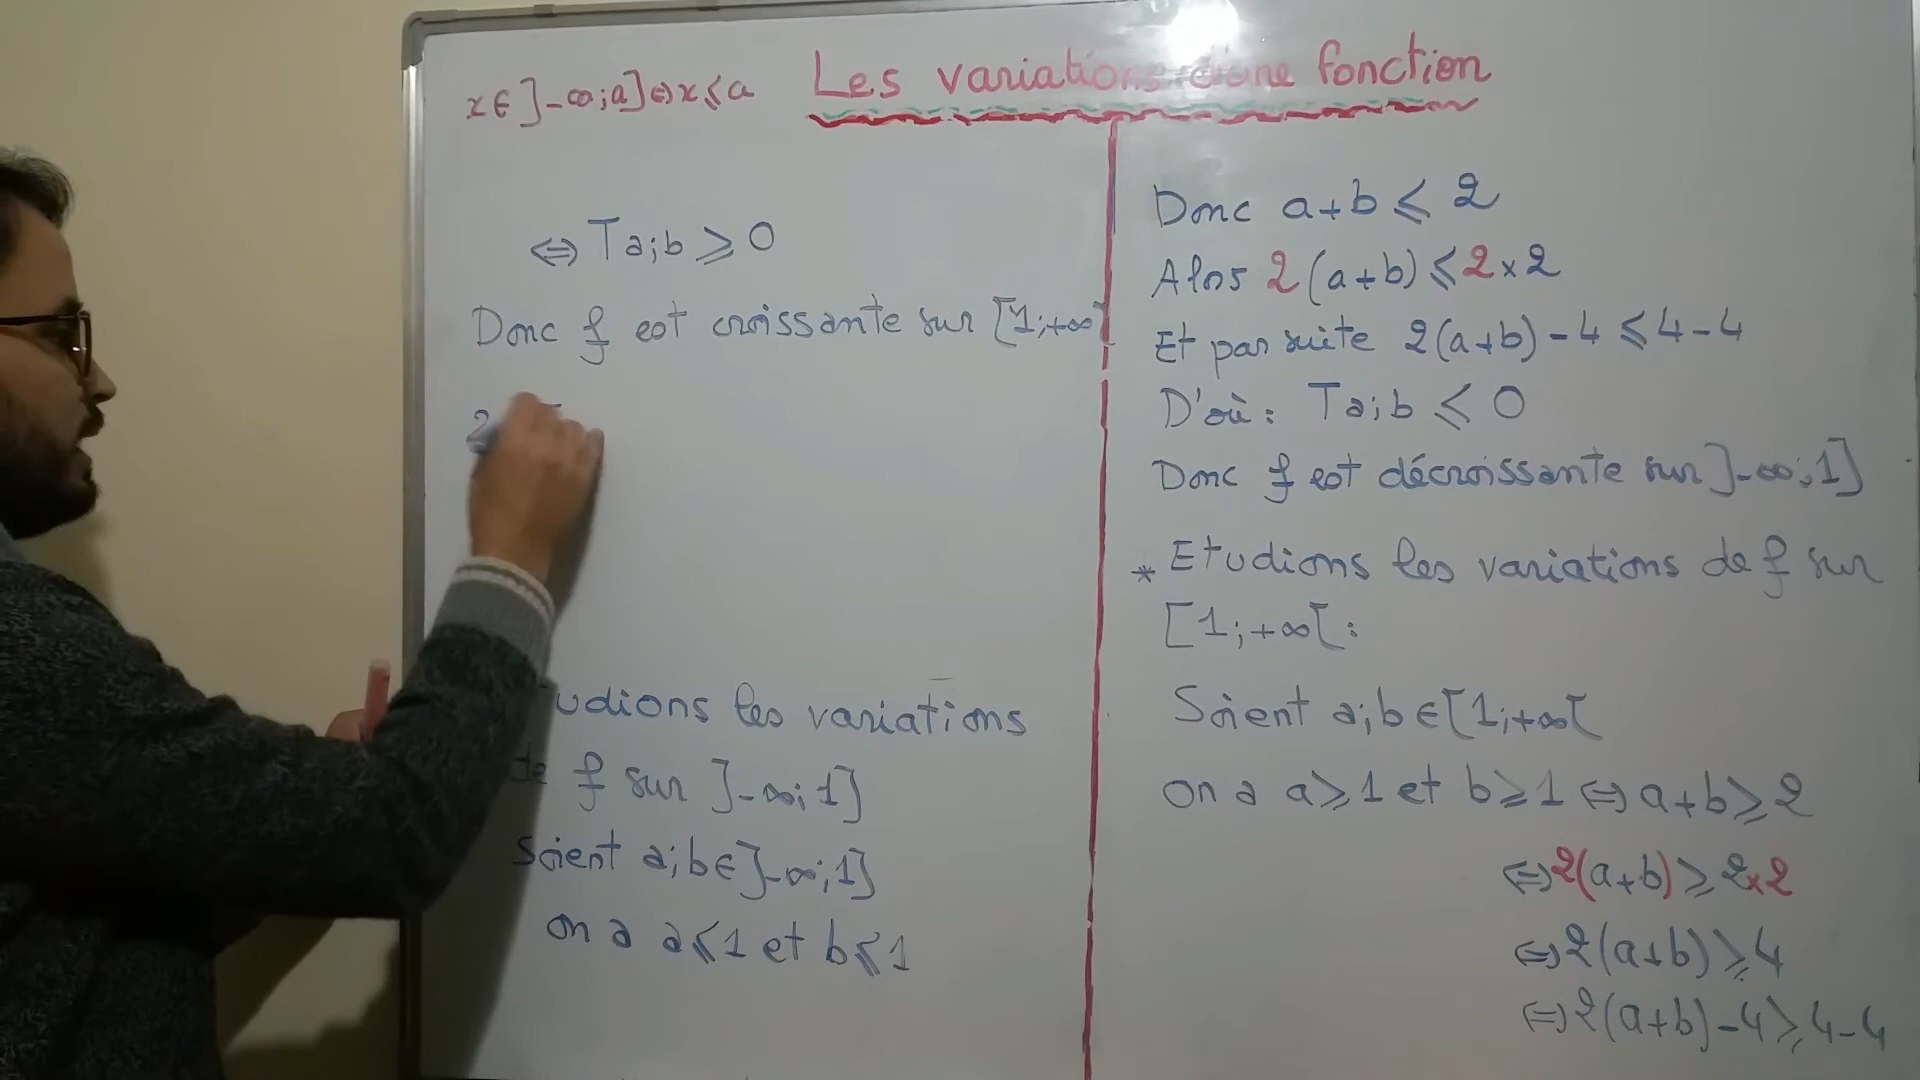 x∈]-∞;a]⇔x⩽a
Les variations d'une fonction
⇔Ta;b⩾0
Donc f est croissante sur [1;+∞[
2
udions les variations
de f sur ]-∞;1]
Soient a;b∈]-∞;1]
on a a⩽1 et b⩽1
Donc a+b⩽2
Alors 2(a+b)⩽2×2
Et par suite 2(a+b)-4⩽4-4
D'où: Ta;b⩽0
Donc f est décroissante sur ]-∞;1]
* Etudions les variations de f sur
[1;+∞[:
Soient a;b∈[1;+∞[
on a a⩾1 et b⩾1⇔a+b⩾2
⇔2(a+b)⩾2×2
⇔2(a+b)⩾4
⇔2(a+b)-4⩾4-4